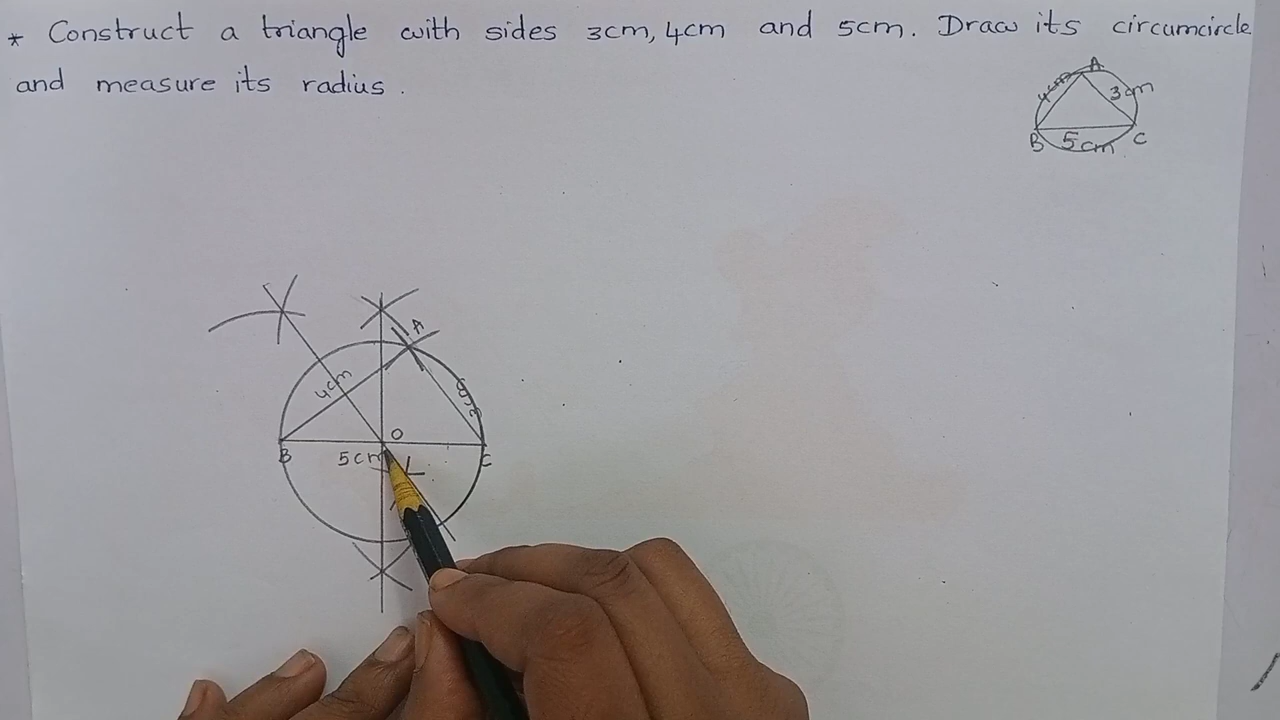 * Construct a triangle with sides 3cm, 4cm and 5cm. Draw its circumcircle
and measure its radius.
A
4cm 3cm
B 5cm C
A
4cm 3cm
O
B 5cm C